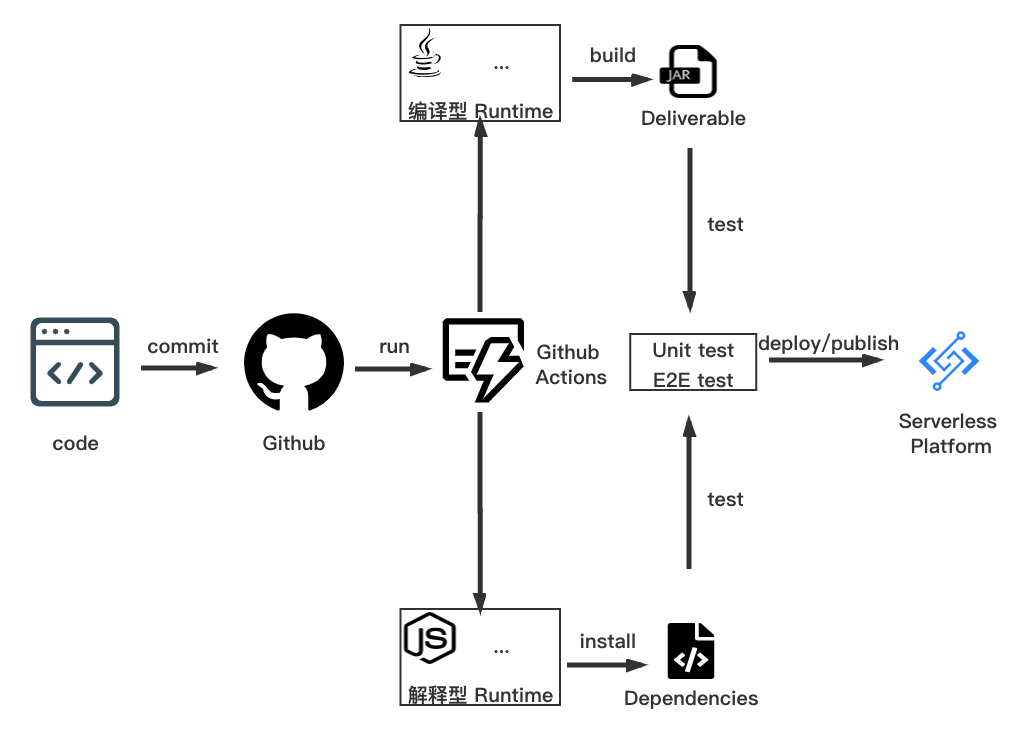 ...
编译型 Runtime
build
JAR
Deliverable
test
code
commit
Github
run
Github
Actions
Unit test
E2E test
deploy/publish
Serverless
Platform
test
JS
...
解释型 Runtime
install
Dependencies